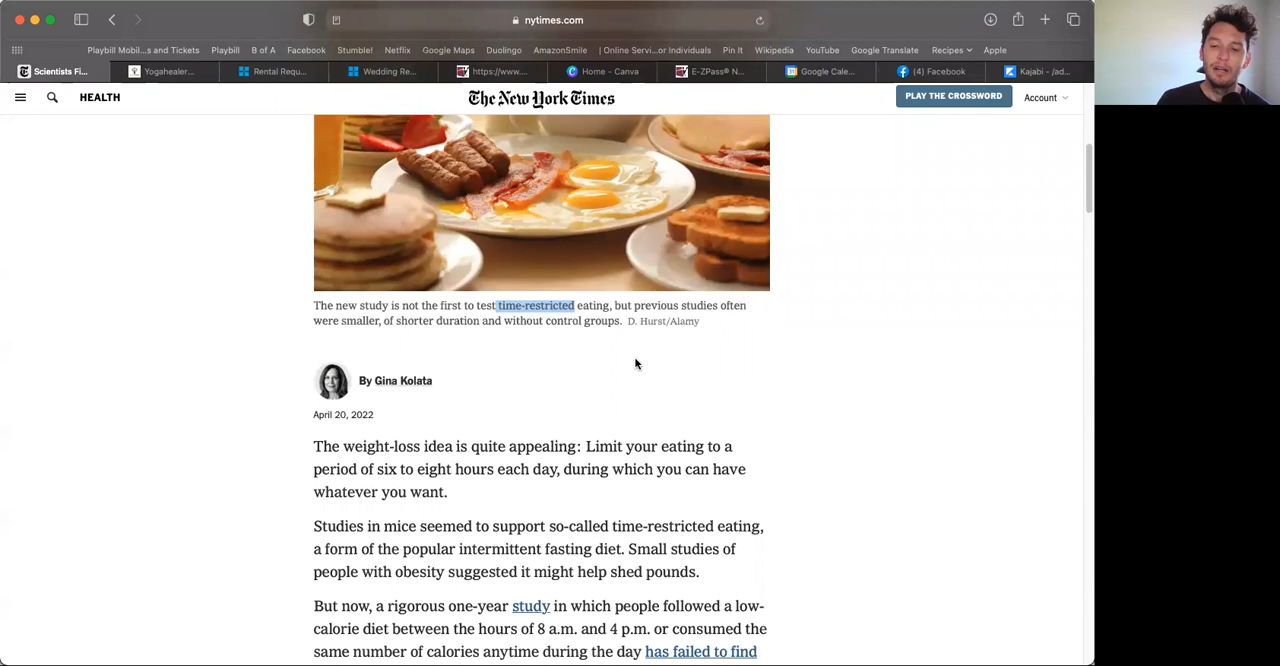 nytimes.com
Playbill Mobil...s and Tickets Playbill B of A Facebook Stumble! Netflix Google Maps Duolingo AmazonSmile | Online Servi...or Individuals Pin It Wikipedia YouTube Google Translate Recipes Apple
Scientists Fi... Yogahealer... Rental Requ... Wedding Re... https://www.... Home – Canva E-ZPass® N... Google Cale... (4) Facebook Kajabi - /ad...
HEALTH The New York Times PLAY THE CROSSWORD Account
The new study is not the first to test time-restricted eating, but previous studies often
were smaller, of shorter duration and without control groups. D. Hurst/Alamy
By Gina Kolata
April 20, 2022
The weight-loss idea is quite appealing: Limit your eating to a
period of six to eight hours each day, during which you can have
whatever you want.
Studies in mice seemed to support so-called time-restricted eating,
a form of the popular intermittent fasting diet. Small studies of
people with obesity suggested it might help shed pounds.
But now, a rigorous one-year study in which people followed a low-
calorie diet between the hours of 8 a.m. and 4 p.m. or consumed the
same number of calories anytime during the day has failed to find